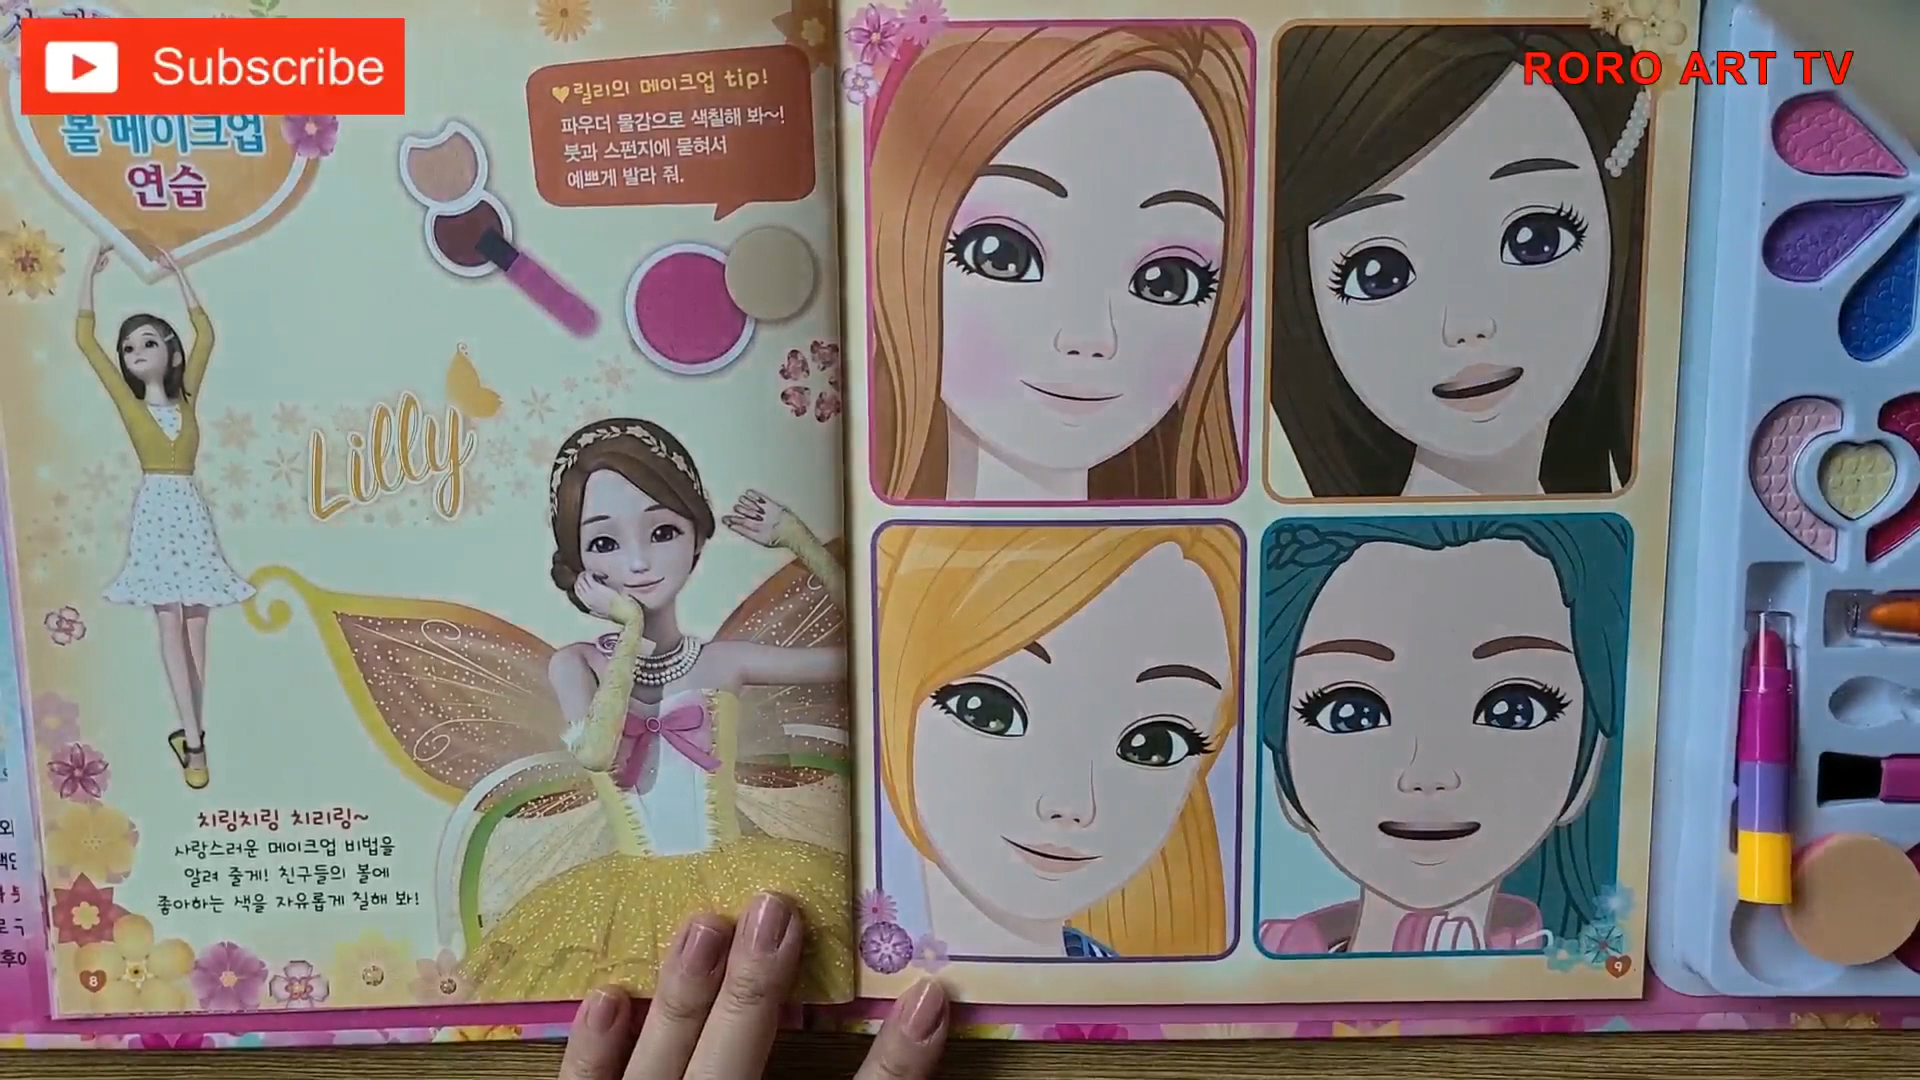 Subscribe
RORO ART TV
볼 메이크업
연습
릴리의 메이크업 tip!
파우더 물감으로 색칠해 봐~!
붓과 스펀지에 묻혀서
예쁘게 발라 줘.
Lilly
치링치링 치리링~
사랑스러운 메이크업 비법을
알려 줄게! 친구들의 볼에
좋아하는 색을 자유롭게 칠해 봐!
8
9